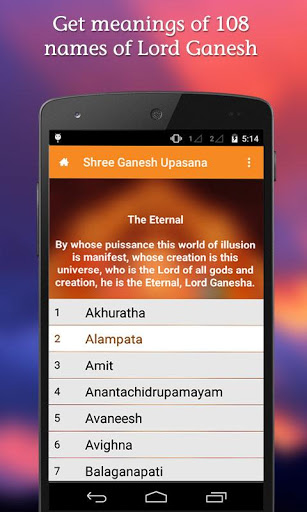 Get meanings of 108
names of Lord Ganesh
5:14
Shree Ganesh Upasana
The Eternal
By whose puissance this world of illusion
is manifest, whose creation is this
universe, who is the Lord of all gods and
creation, he is the Eternal, Lord Ganesha.
1 Akhuratha
2 Alampata
3 Amit
4 Anantachidrupamayam
5 Avaneesh
6 Avighna
7 Balaganapati